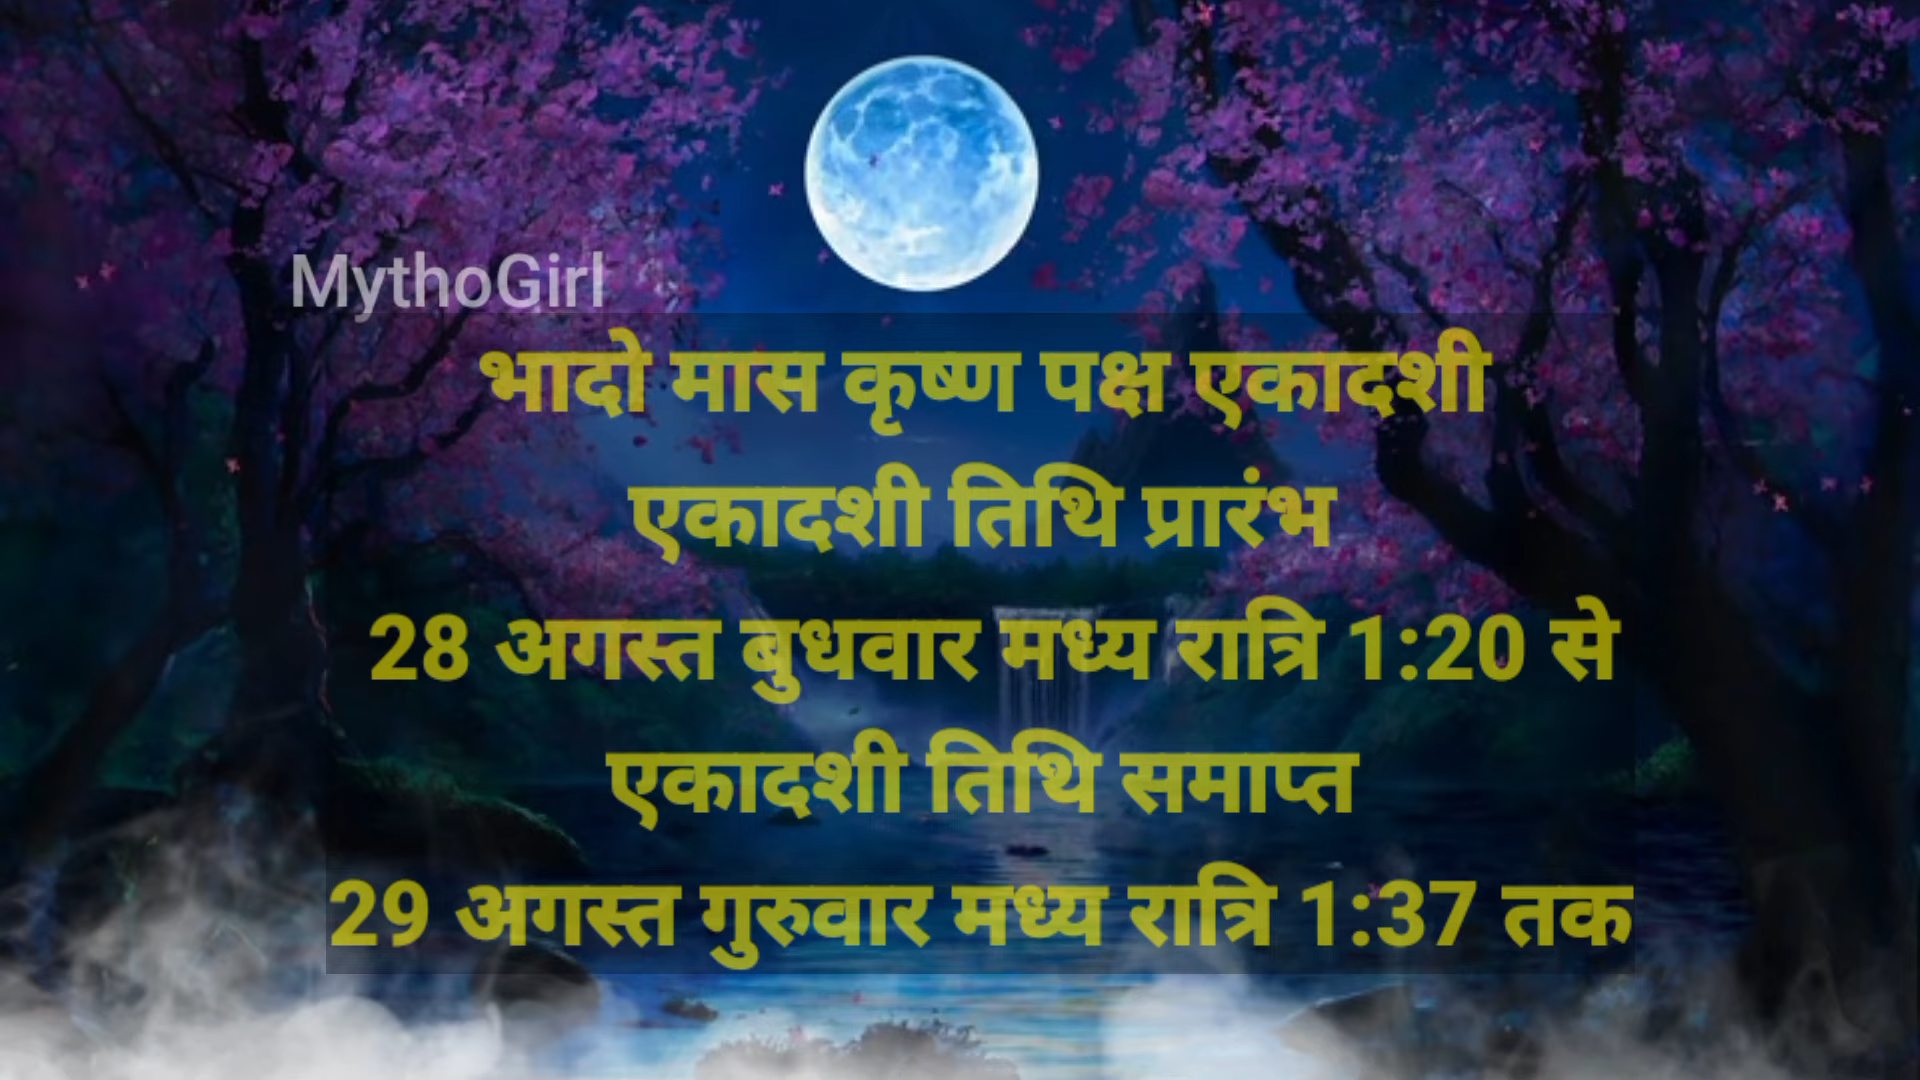 MythoGirl
भादो मास कृष्ण पक्ष एकादशी
एकादशी तिथि प्रारंभ
28 अगस्त बुधवार मध्य रात्रि 1:20 से
एकादशी तिथि समाप्त
29 अगस्त गुरुवार मध्य रात्रि 1:37 तक